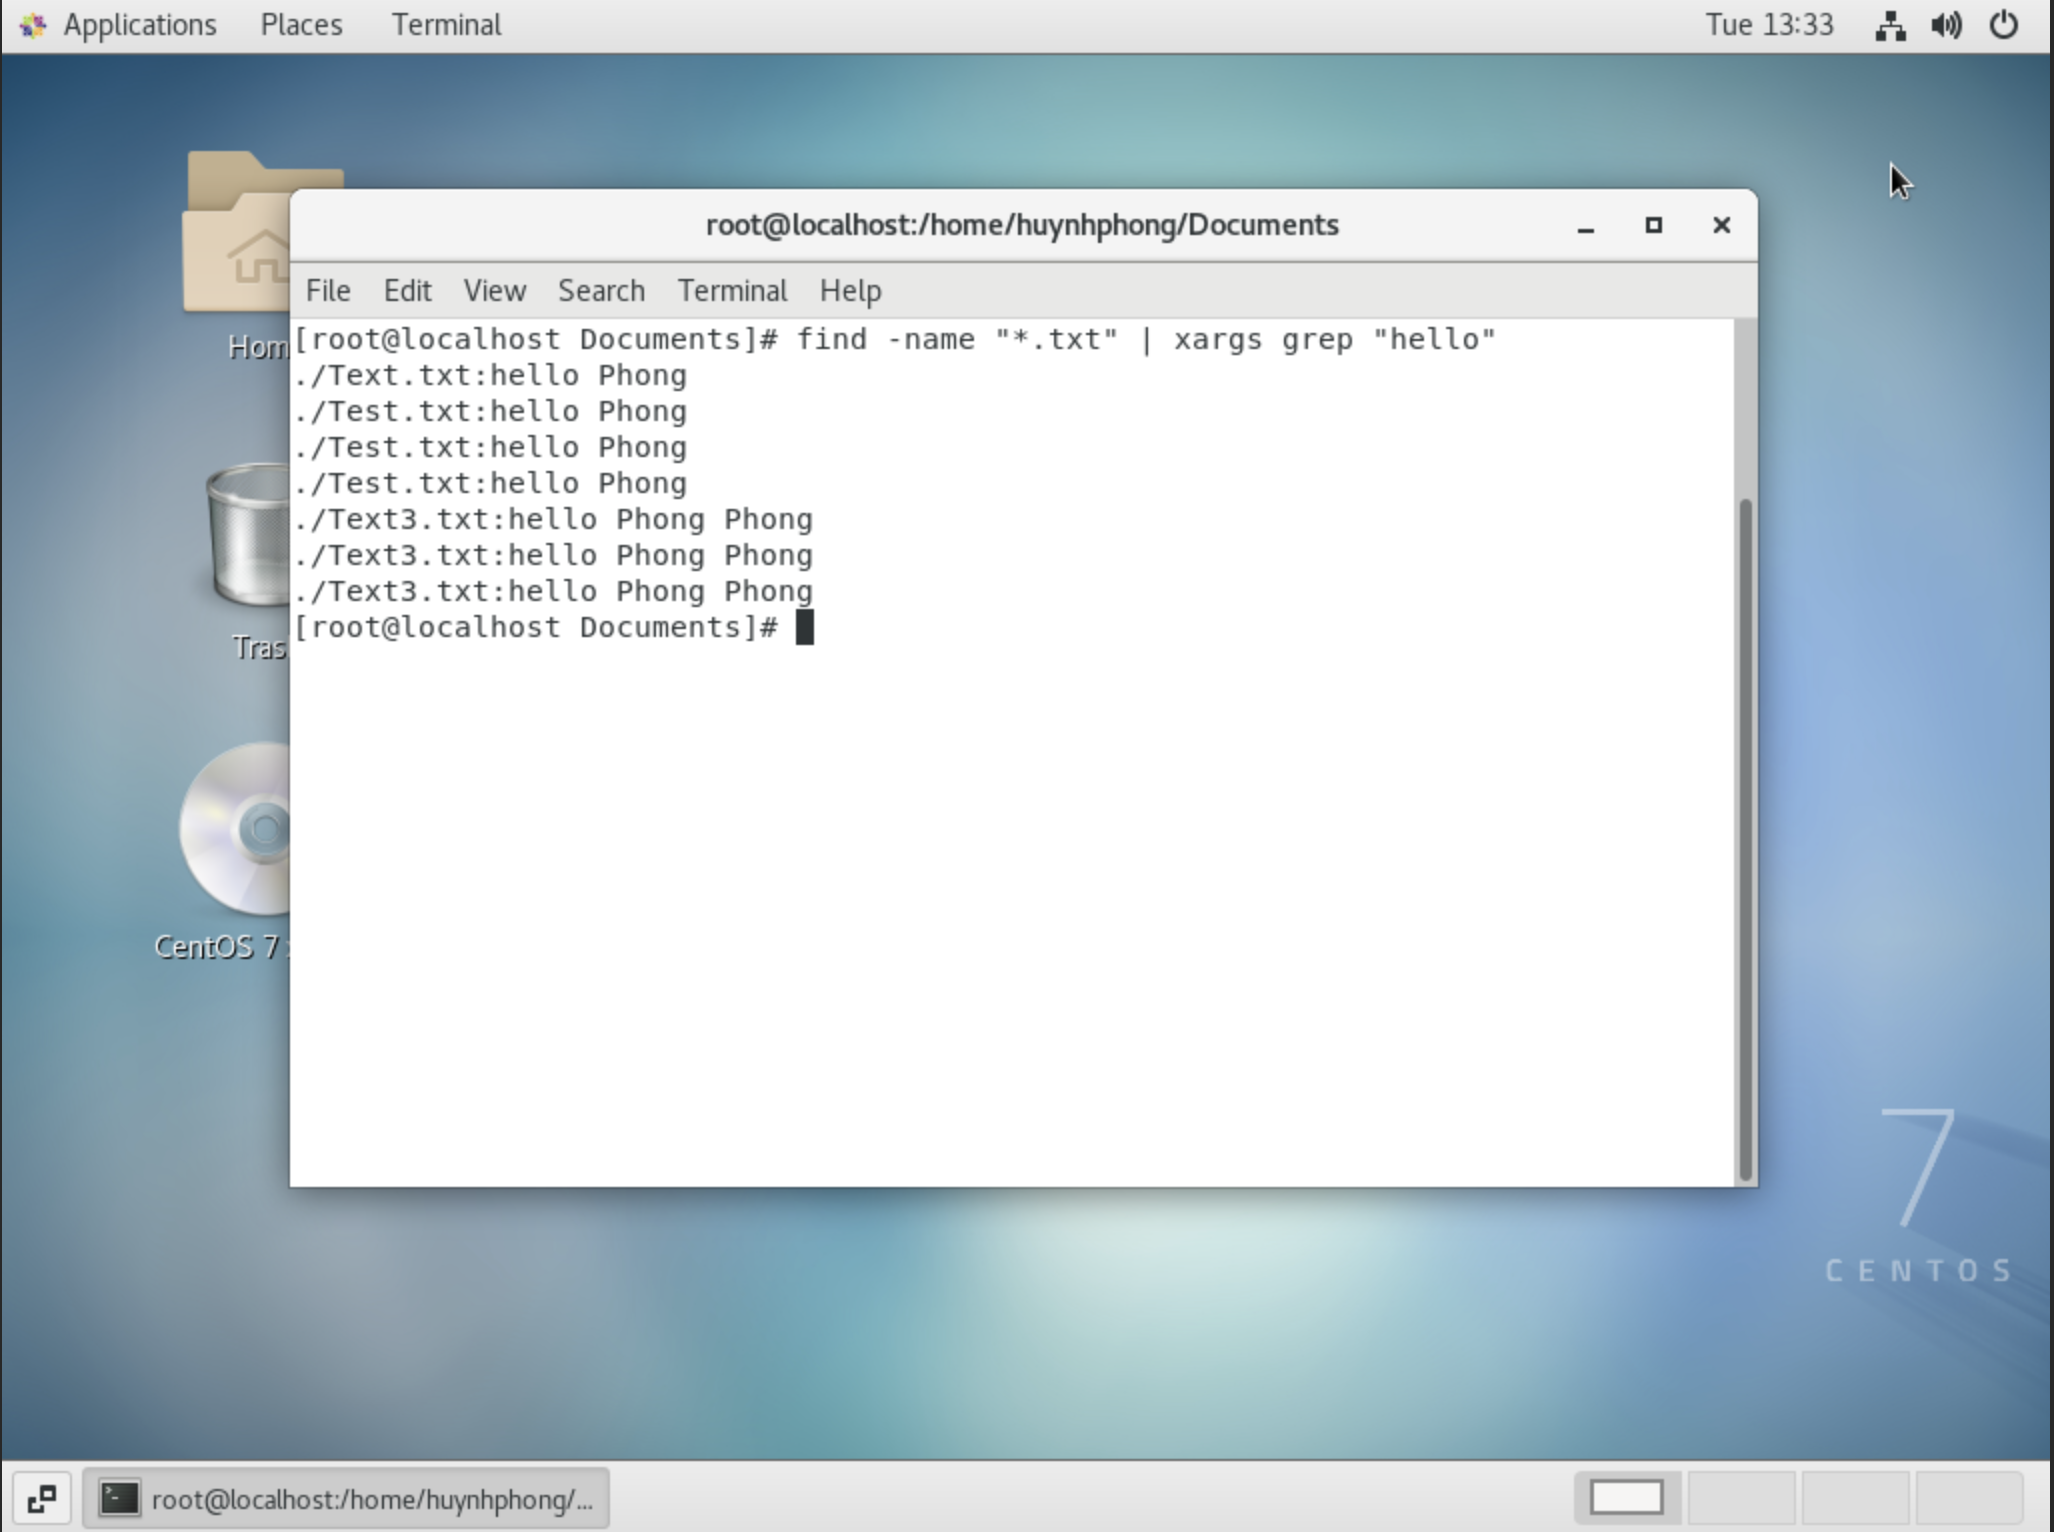 Applications Places Terminal Tue 13:33
root@localhost:/home/huynhphong/Documents
File Edit View Search Terminal Help
[root@localhost Documents]# find -name "*.txt" | xargs grep "hello"
./Text.txt:hello Phong
./Test.txt:hello Phong
./Test.txt:hello Phong
./Test.txt:hello Phong
./Text3.txt:hello Phong Phong
./Text3.txt:hello Phong Phong
./Text3.txt:hello Phong Phong
[root@localhost Documents]#
Hom
Tras
CentOS 7
7
CENTOS
root@localhost:/home/huynhphong/...